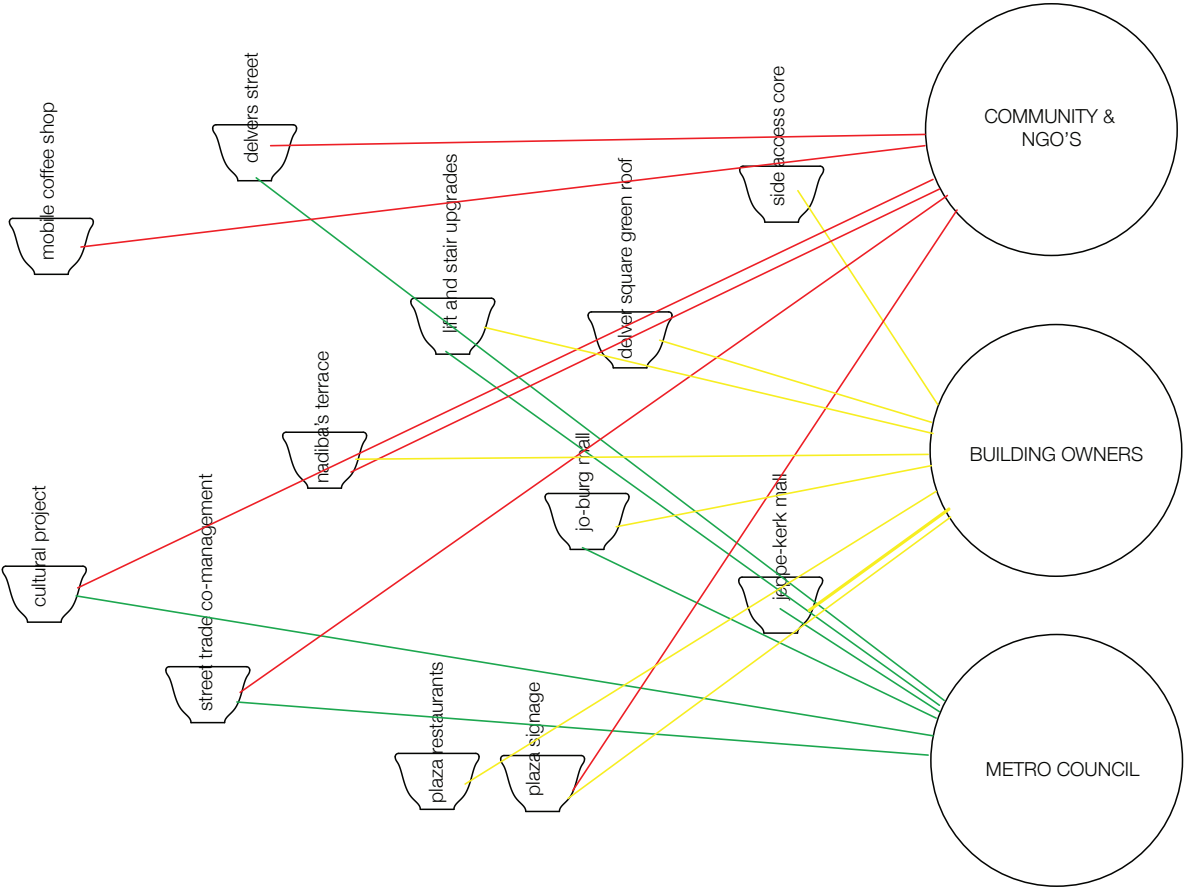 COMMUNITY &
NGO'S
delvers street
side access core
mobile coffee shop
lift and stair upgrades
delver square green roof
nadiba's terrace
BUILDING OWNERS
jo-burg mall
jeppe-kerk mall
cultural project
street trade co-management
plaza restaurants
plaza signage
METRO COUNCIL